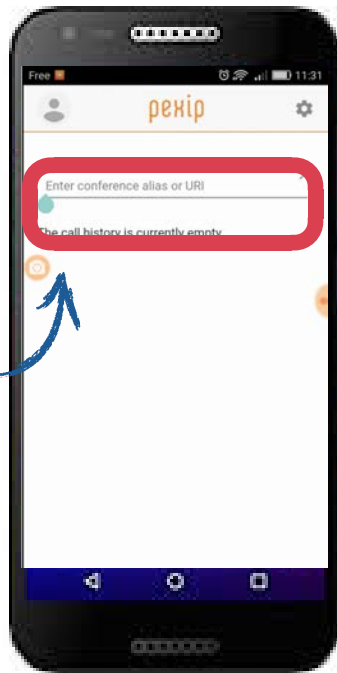 Free 11:31
pexip
Enter conference alias or URI
The call history is currently empty